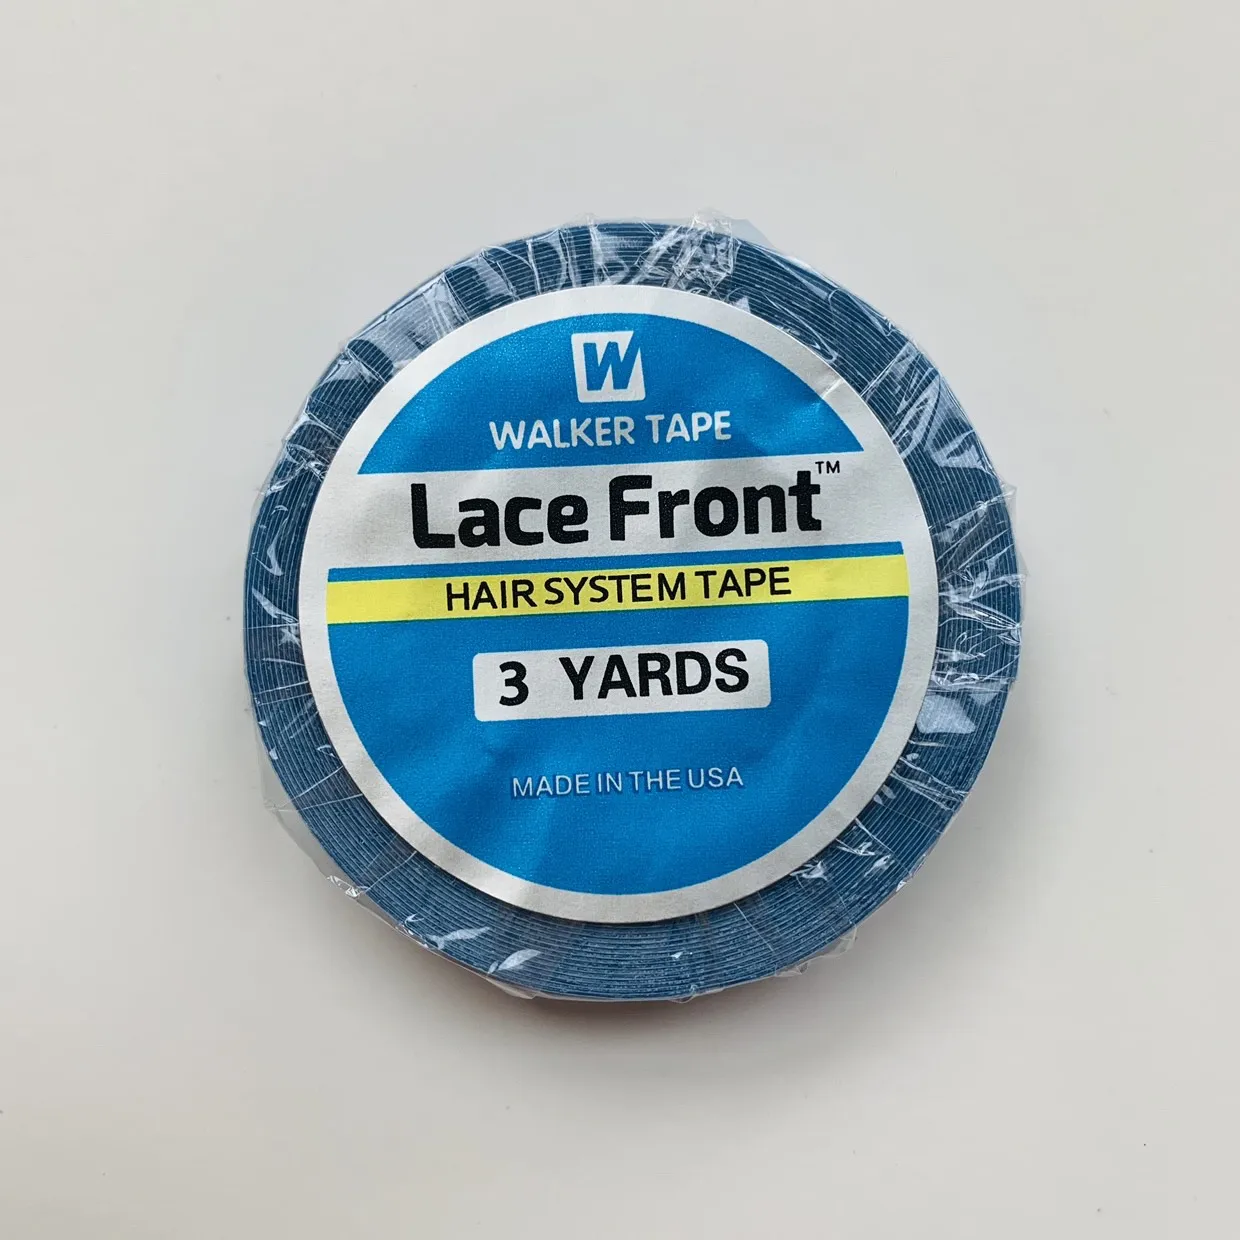 W
WALKER TAPE
Lace Front™
HAIR SYSTEM TAPE
3 YARDS
MADE IN THE USA